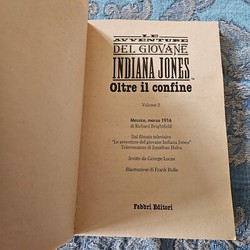 LE
AVVENTURE
DEL GIOVANE
INDIANA JONES™
Oltre il confine
Volume 8
Messico, marzo 1916
di Richard Brightfield
Dal filmato televisivo
"Le avventure del giovane Indiana Jones"
Teleromanzo di Jonathan Hales
Scritto da George Lucas
Illustrazioni di Frank Bolle
Fabbri Editori